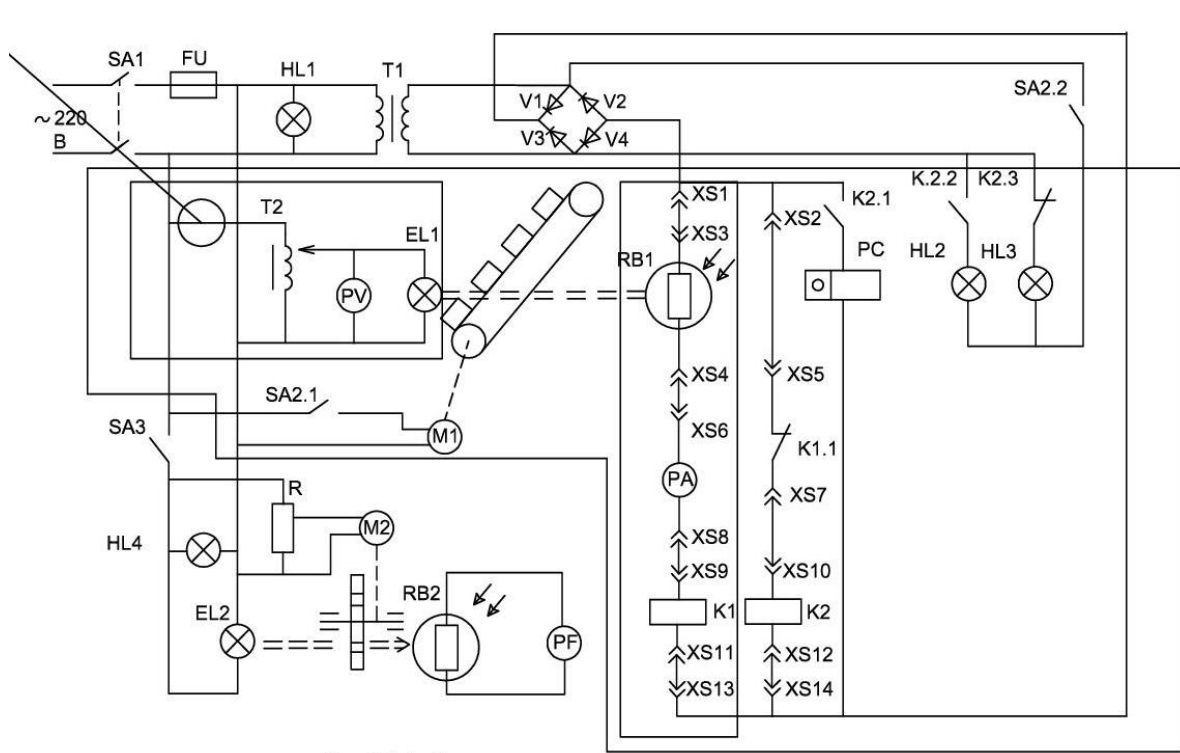 SA1
FU
HL1
T1
V1
V2
SA2.2
~220
В
V3
V4
K.2.2
K2.3
XS1
K2.1
T2
XS2
EL1
XS3
RB1
PC
HL2
HL3
PV
XS4
XS5
SA2.1
SA3
XS6
M1
K1.1
PA
R
XS7
M2
HL4
XS8
XS9
XS10
RB2
EL2
K1
K2
PF
XS11
XS12
XS13
XS14